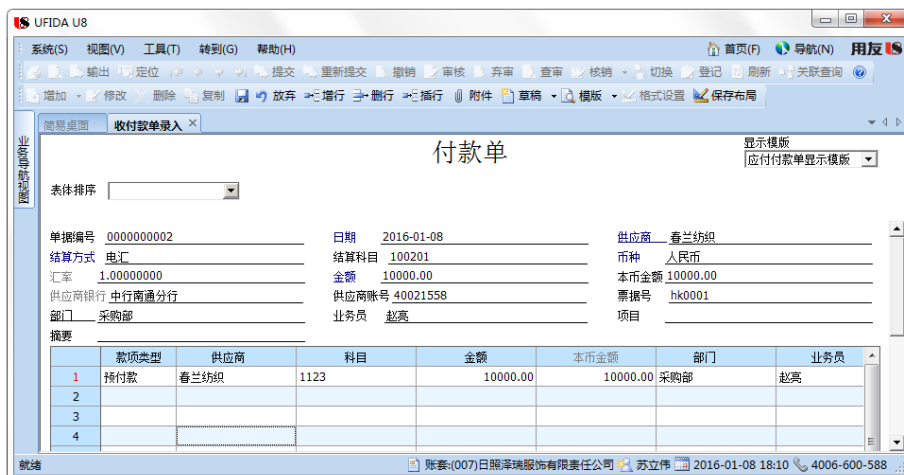 UFIDA U8
系统(S) 视图(V) 工具(T) 转到(G) 帮助(H) 首页(F) 导航(N) 用友
输出 定位 提交 重新提交 撤销 审核 弃审 查审 核销 切换 登记 刷新 关联查询
增加 修改 删除 复制 放弃 增行 删行 插行 附件 草稿 模版 格式设置 保存布局
简易桌面 收付款单录入
业务导航视图
付款单
显示模版
应付付款单显示模版
表体排序
单据编号 0000000002 日期 2016-01-08 供应商 春兰纺织
结算方式 电汇 结算科目 100201 币种 人民币
汇率 1.00000000 金额 10000.00 本币金额 10000.00
供应商银行 中行南通分行 供应商账号 40021558 票据号 hk0001
部门 采购部 业务员 赵亮 项目
摘要
款项类型 供应商 科目 金额 本币金额 部门 业务员
1 预付款 春兰纺织 1123 10000.00 10000.00 采购部 赵亮
2
3
4
就绪 账套:(007)日照泽瑞服饰有限责任公司 苏立伟 2016-01-08 18:10 4006-600-588